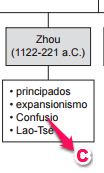 Zhou
(1122-221 a.C.)
• principados
• expansionismo
• Confusio
• Lao-Tsé
C